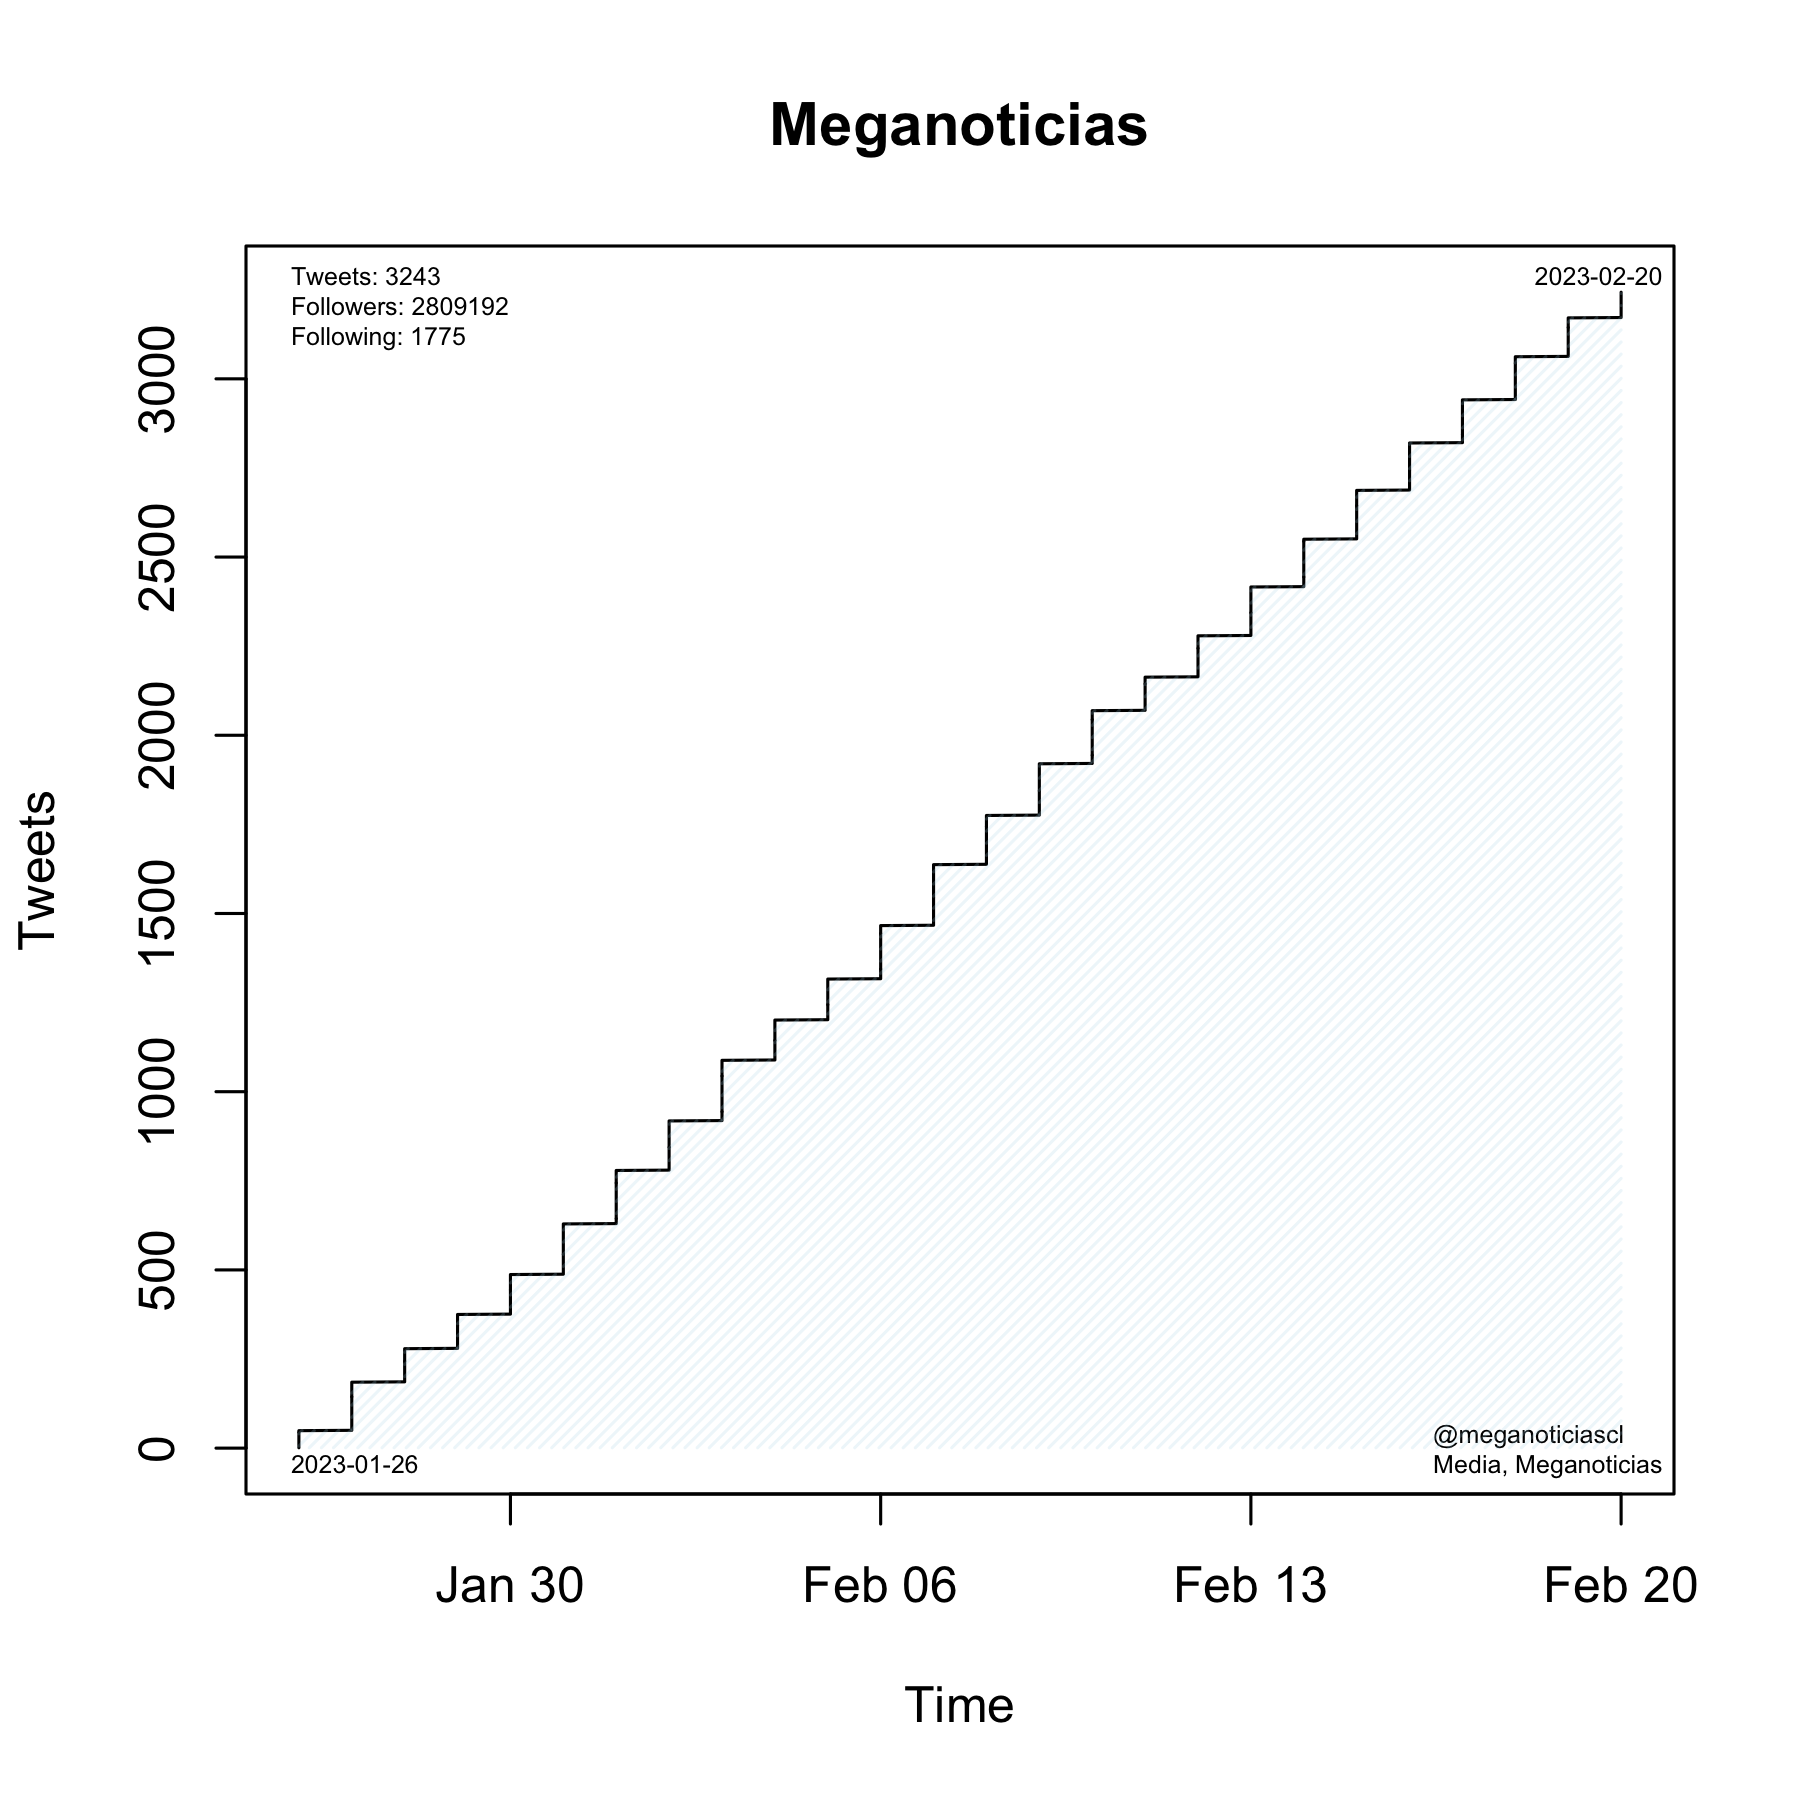 Meganoticias
Tweets: 3243
Followers: 2809192
Following: 1775
2023-02-20
3000
2500
2000
1500
1000
500
0
Tweets
2023-01-26
@meganoticiascl
Media, Meganoticias
Jan 30
Feb 06
Feb 13
Feb 20
Time